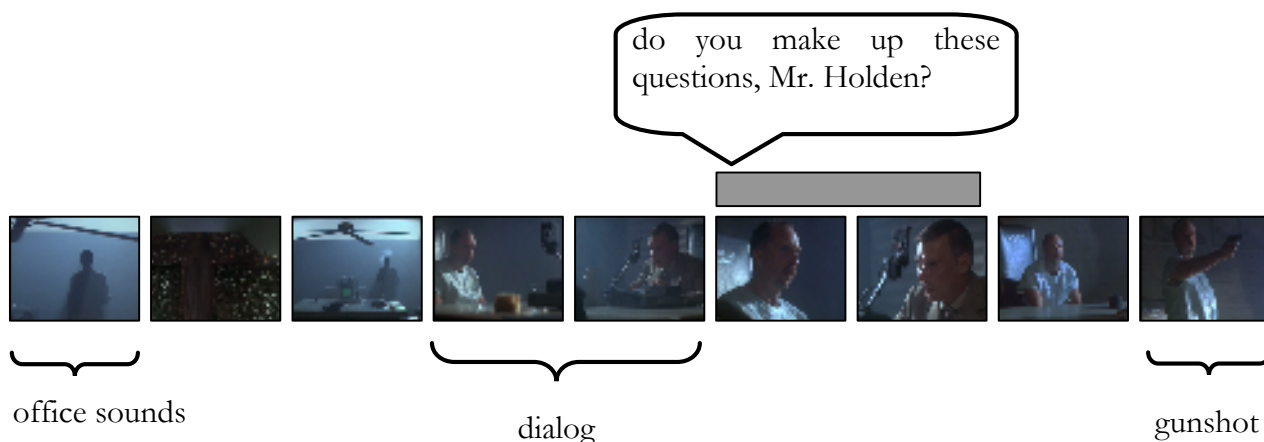 do you make up these
questions, Mr. Holden?
office sounds
dialog
gunshot